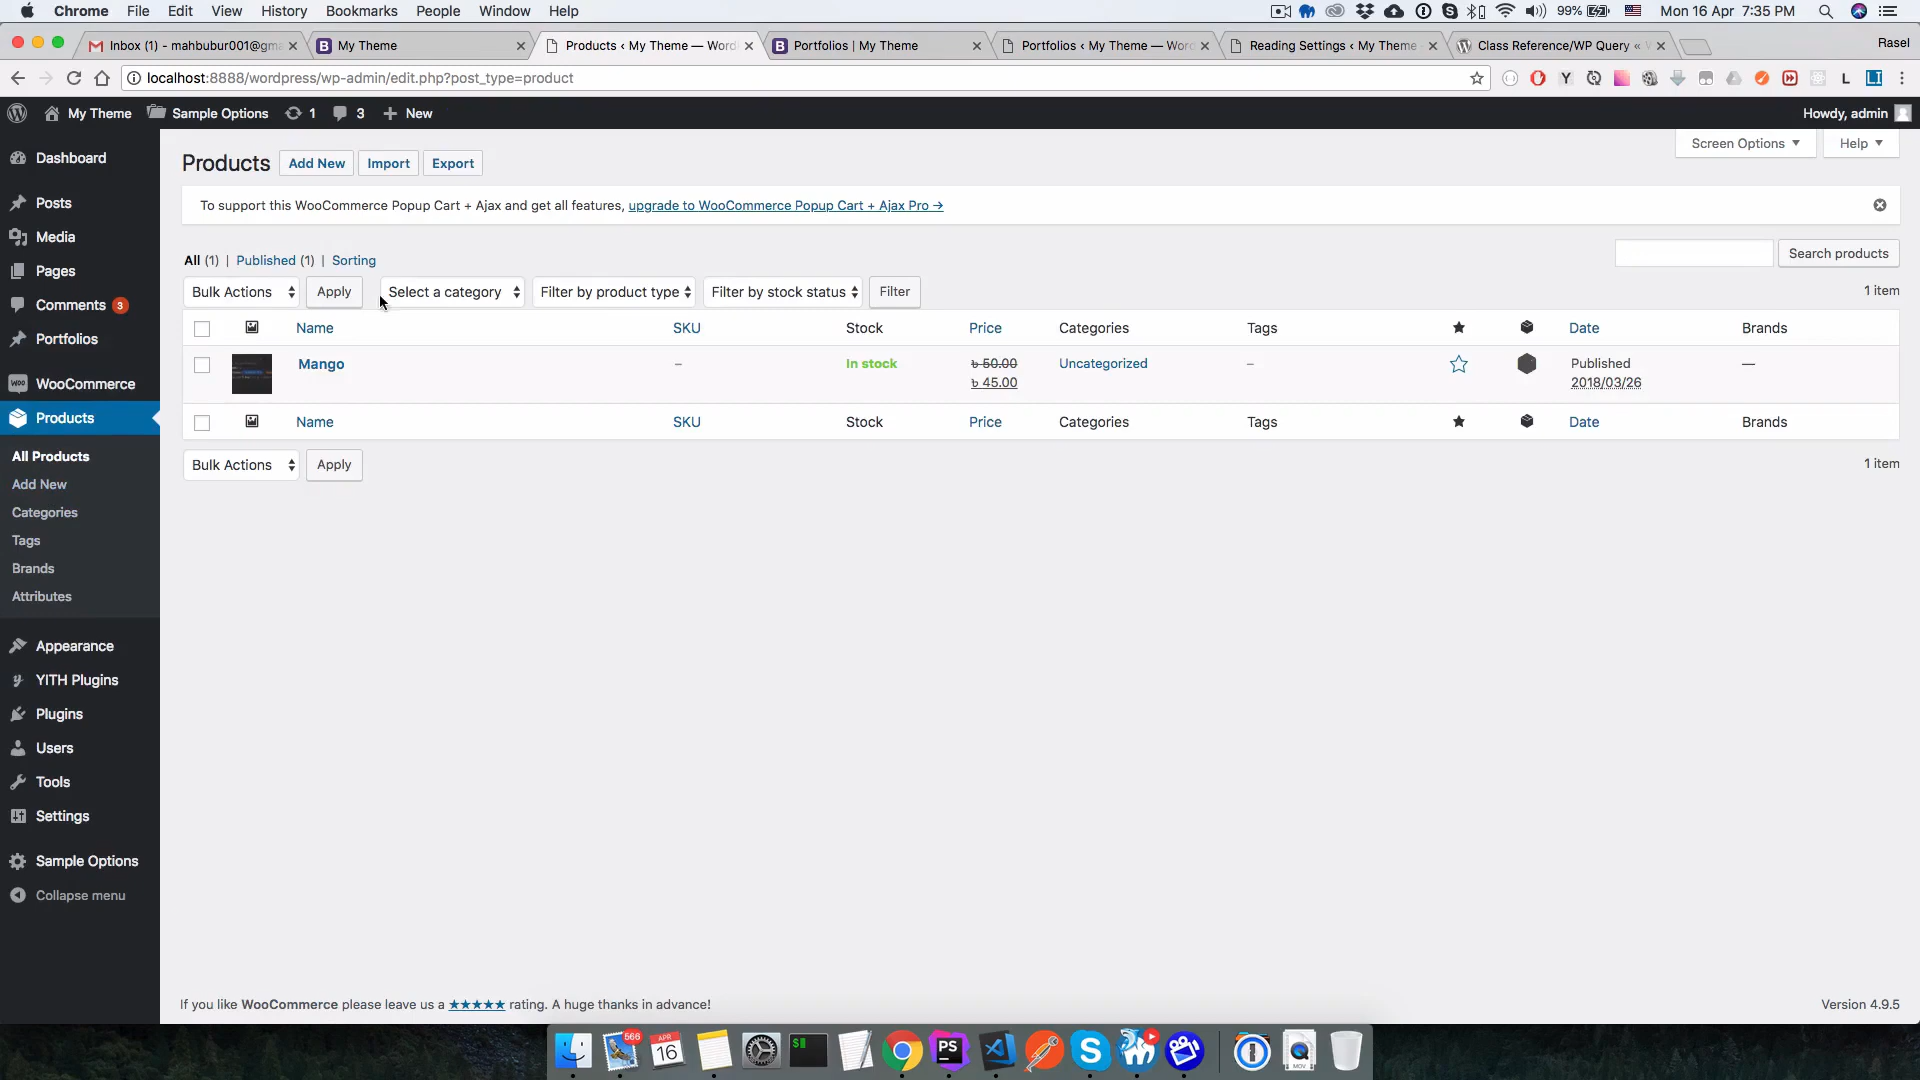 Chrome File Edit View History Bookmarks People Window Help 99% Mon 16 Apr 7:35 PM
Inbox (1) - mahbubur001@gma
My Theme
Products ‹ My Theme — Word
Portfolios | My Theme
Portfolios ‹ My Theme — Wor
Reading Settings ‹ My Theme
Class Reference/WP Query «
Rasel
localhost:8888/wordpress/wp-admin/edit.php?post_type=product
My Theme Sample Options 1 3 + New Howdy, admin
Dashboard
Posts
Media
Pages
Comments 3
Portfolios
WooCommerce
Products
All Products
Add New
Categories
Tags
Brands
Attributes
Appearance
YITH Plugins
Plugins
Users
Tools
Settings
Sample Options
Collapse menu
Screen Options Help
Products Add New Import Export
To support this WooCommerce Popup Cart + Ajax and get all features, upgrade to WooCommerce Popup Cart + Ajax Pro →
All (1) | Published (1) | Sorting
Search products
Bulk Actions Apply Select a category Filter by product type Filter by stock status Filter 1 item
Name SKU Stock Price Categories Tags Date Brands
Mango – In stock ৳ 50.00 Uncategorized – Published —
৳ 45.00 2018/03/26
Name SKU Stock Price Categories Tags Date Brands
Bulk Actions Apply 1 item
If you like WooCommerce please leave us a ★★★★★ rating. A huge thanks in advance! Version 4.9.5
566
APR
16
PS